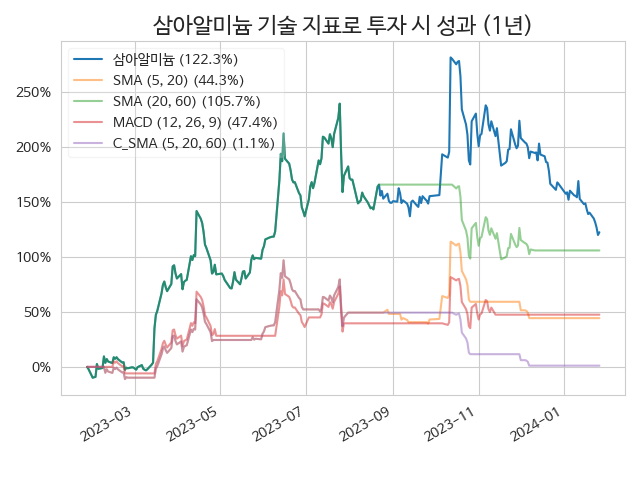 삼아알미늄 기술 지표로 투자 시 성과 (1년)
삼아알미늄 (122.3%)
SMA (5, 20) (44.3%)
SMA (20, 60) (105.7%)
MACD (12, 26, 9) (47.4%)
C_SMA (5, 20, 60) (1.1%)
250%
200%
150%
100%
50%
0%
2023-03
2023-05
2023-07
2023-09
2023-11
2024-01